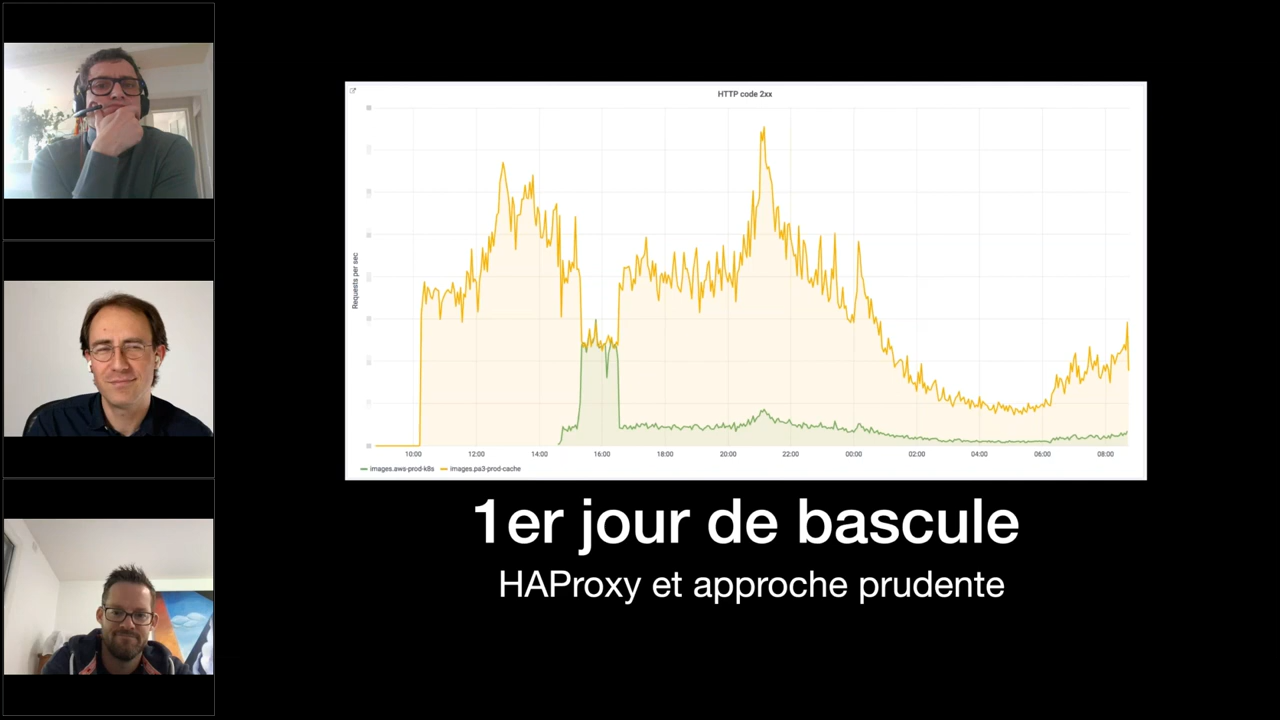 HTTP code 2xx
Requests per sec
10:00 12:00 14:00 16:00 18:00 20:00 22:00 00:00 02:00 04:00 06:00 08:00
images.aws-prod-k8s images.pa3-prod-cache
1er jour de bascule
HAProxy et approche prudente